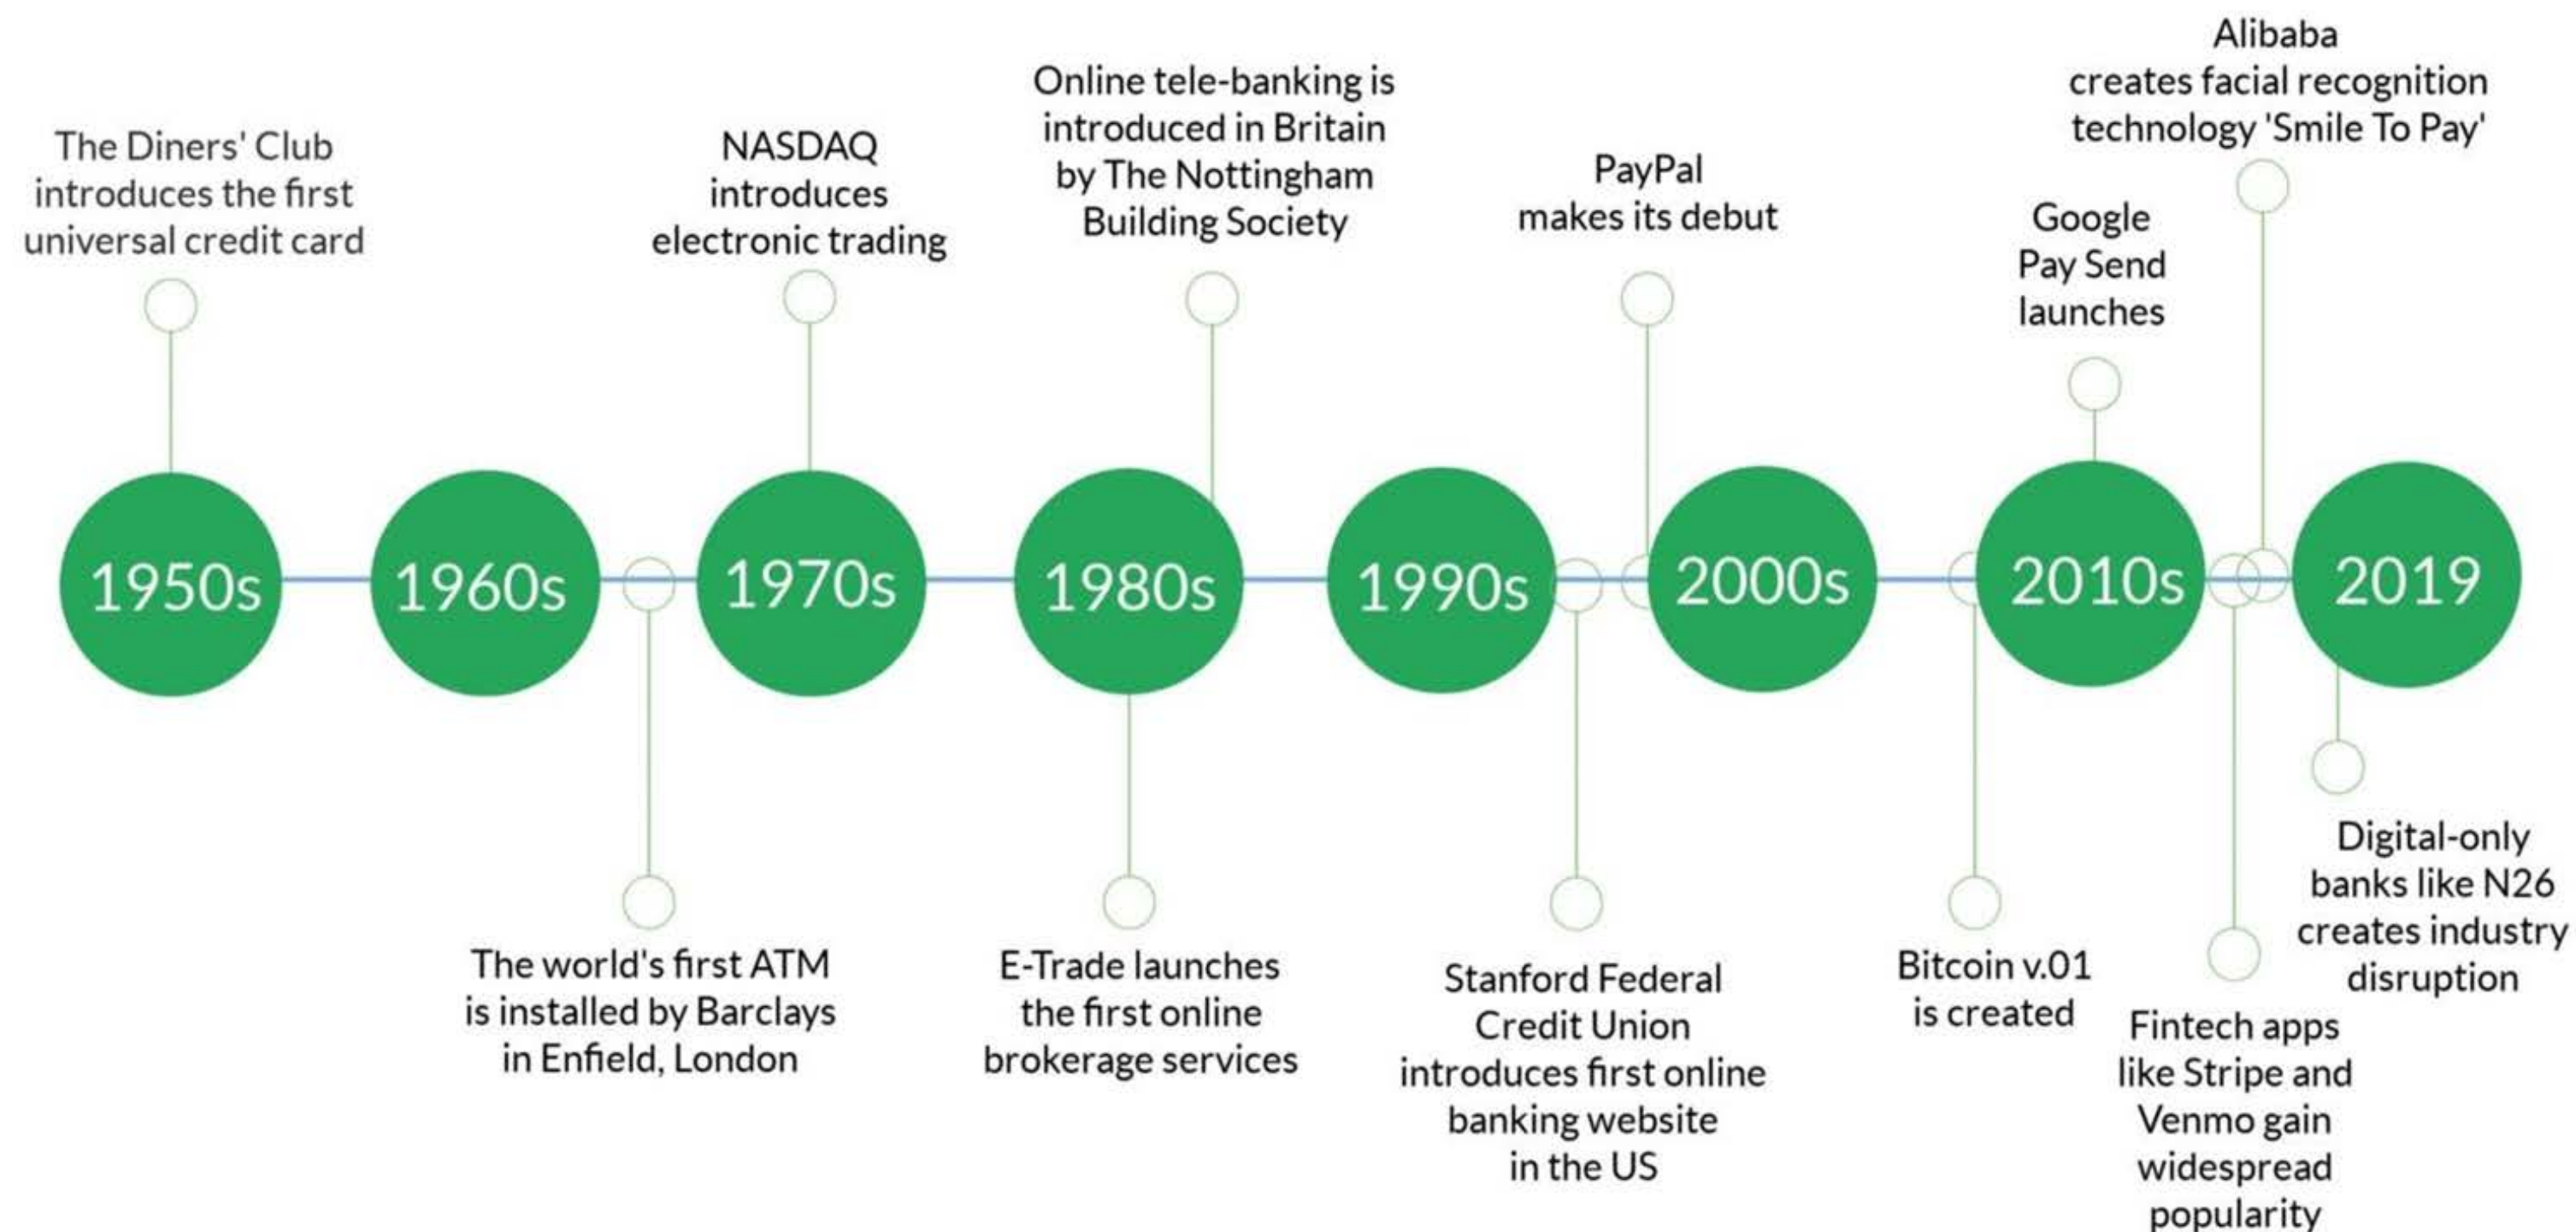 The Diners' Club
introduces the first
universal credit card
NASDAQ
introduces
electronic trading
Online tele-banking is
introduced in Britain
by The Nottingham
Building Society
PayPal
makes its debut
Google
Pay Send
launches
Alibaba
creates facial recognition
technology 'Smile To Pay'
1950s
1960s
1970s
1980s
1990s
2000s
2010s
2019
The world's first ATM
is installed by Barclays
in Enfield, London
E-Trade launches
the first online
brokerage services
Stanford Federal
Credit Union
introduces first online
banking website
in the US
Bitcoin v.01
is created
Fintech apps
like Stripe and
Venmo gain
widespread
popularity
Digital-only
banks like N26
creates industry
disruption